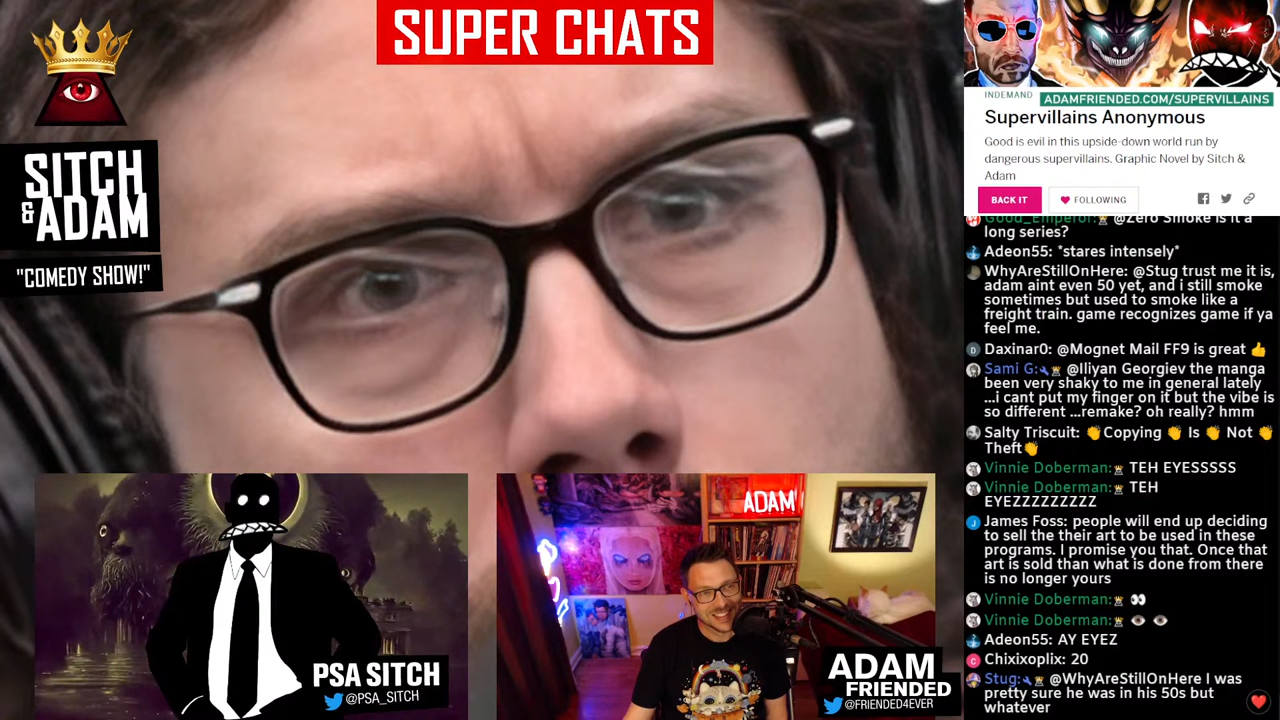 SUPER CHATS
SITCH
& ADAM
"COMEDY SHOW!"
INDEMAND
ADAMFRIENDED.COM/SUPERVILLAINS
Supervillains Anonymous
Good is evil in this upside-down world run by
dangerous supervillains. Graphic Novel by Sitch &
Adam
BACK IT
FOLLOWING
Good_Emperor: @Zero Smoke is it a
long series?
Adeon55: *stares intensely*
WhyAreStillOnHere: @Stug trust me it is,
adam aint even 50 yet, and i still smoke
sometimes but used to smoke like a
freight train. game recognizes game if ya
feel me.
D Daxinar0: @Mognet Mail FF9 is great 👍
Sami G: @Iliyan Georgiev the manga
been very shaky to me in general lately
...i cant put my finger on it but the vibe is
so different ...remake? oh really? hmm
Salty Triscuit: 👏Copying 👏 Is 👏 Not 👏
Theft👏
Vinnie Doberman: TEH EYESSSSS
Vinnie Doberman: TEH
EYEZZZZZZZZZ
J James Foss: people will end up deciding
to sell the their art to be used in these
programs. I promise you that. Once that
art is sold than what is done from there
is no longer yours
Vinnie Doberman: 👀
Vinnie Doberman: 👁 👁
Adeon55: AY EYEZ
C Chixixoplix: 20
Stug: @WhyAreStillOnHere I was
pretty sure he was in his 50s but
whatever
ADAM
PSA SITCH
@PSA_SITCH
ADAM
FRIENDED
@FRIENDED4EVER